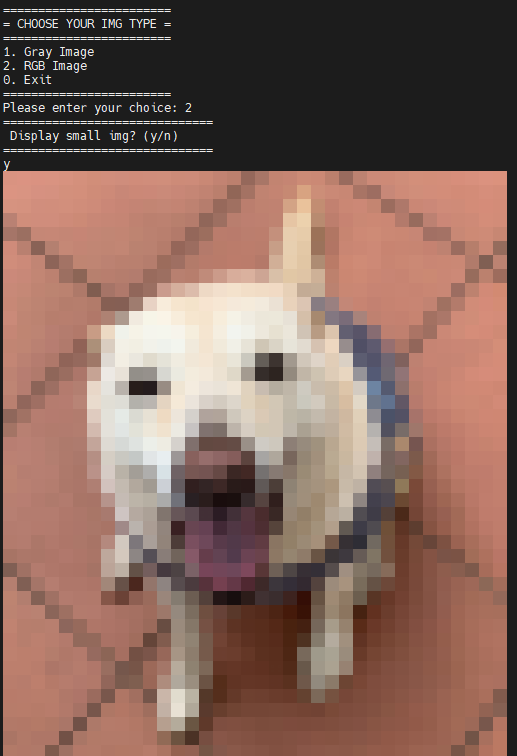 ========================
= CHOOSE YOUR IMG TYPE =
========================
1. Gray Image
2. RGB Image
0. Exit
========================
Please enter your choice: 2
==============================
 Display small img? (y/n)
==============================
y